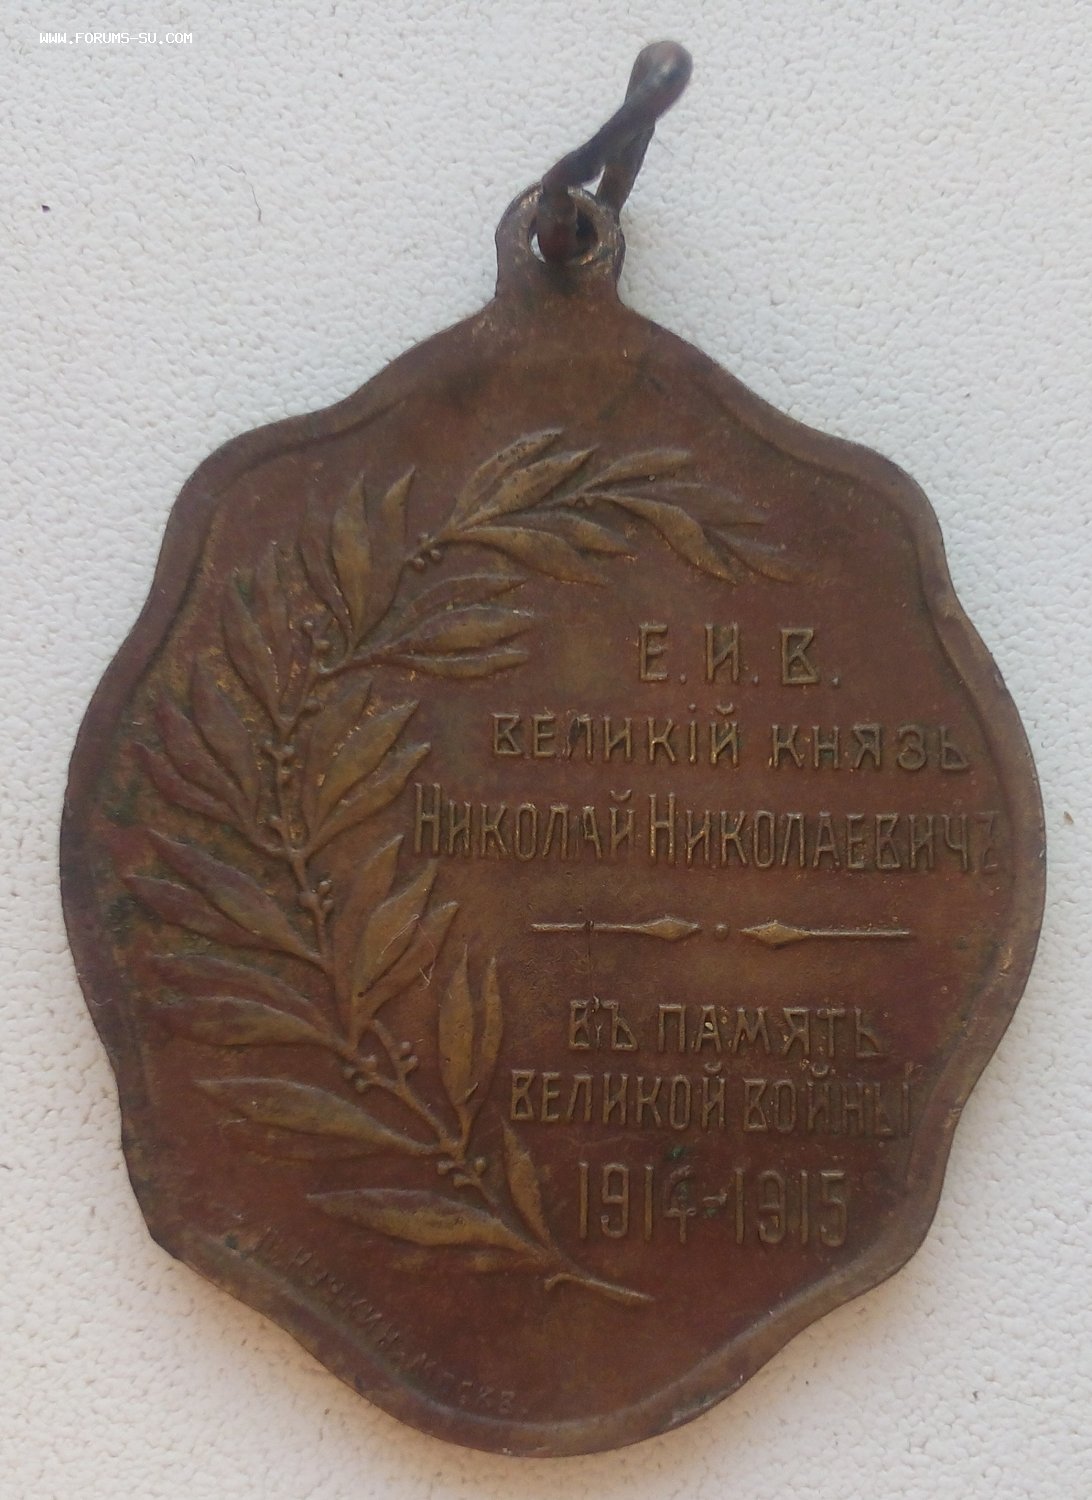 WWW.FORUMS-SU.COM
Е. И. В.
ВЕЛИКІЙ КНЯЗЬ
НИКОЛАЙ НИКОЛАЕВИЧЪ
ВЪ ПАМЯТЬ
ВЕЛИКОЙ ВОЙНЫ
1914-1915